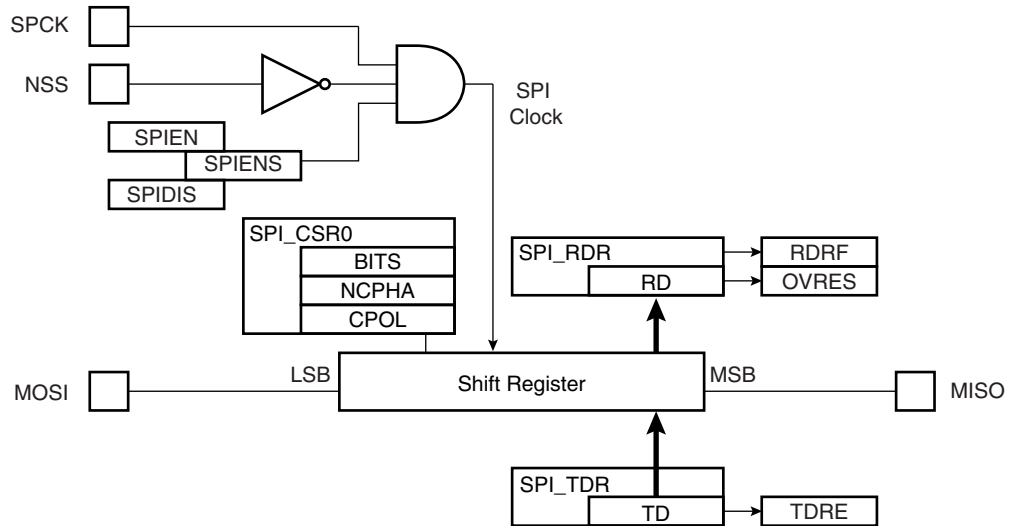 SPCK
NSS
SPI
Clock
SPIEN
SPIENS
SPIDIS
SPI_CSR0
BITS
NCPHA
CPOL
SPI_RDR
RD
RDRF
OVRES
MOSI
LSB
Shift Register
MSB
MISO
SPI_TDR
TD
TDRE